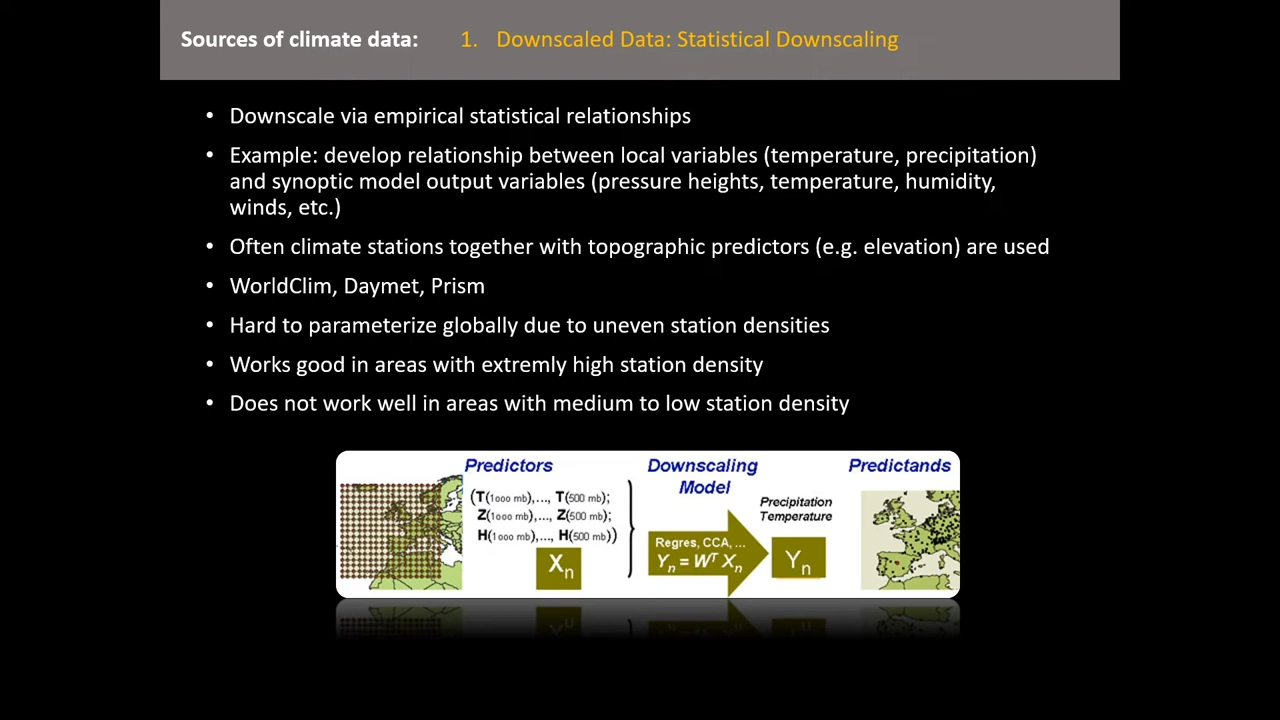 Sources of climate data: 1. Downscaled Data: Statistical Downscaling
• Downscale via empirical statistical relationships
• Example: develop relationship between local variables (temperature, precipitation)
and synoptic model output variables (pressure heights, temperature, humidity,
winds, etc.)
• Often climate stations together with topographic predictors (e.g. elevation) are used
• WorldClim, Daymet, Prism
• Hard to parameterize globally due to uneven station densities
• Works good in areas with extremly high station density
• Does not work well in areas with medium to low station density
Predictors
(T(1000 mb),..., T(500 mb);
Z(1000 mb),..., Z(500 mb);
H(1000 mb),..., H(500 mb))
Xn
Downscaling
Model
Regres, CCA, ...
Yn = WT Xn
Predictands
Precipitation
Temperature
Yn